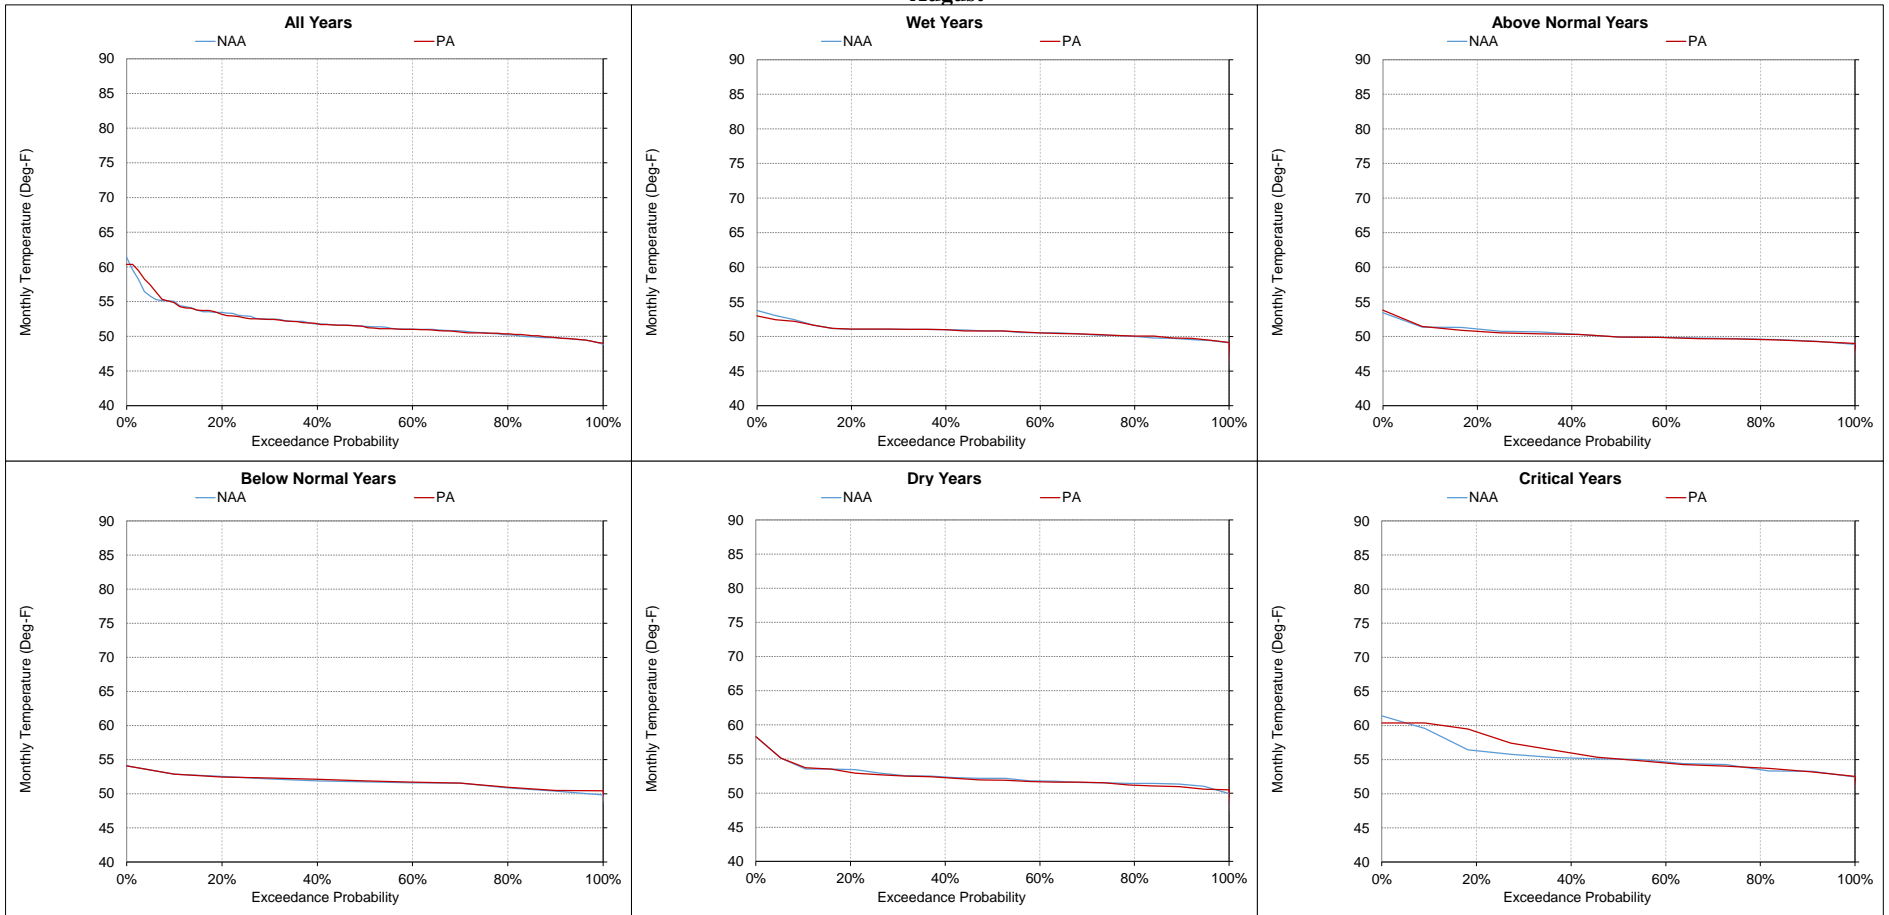 All Years
NAA PA
90
85
80
75
70
65
60
55
50
45
40
0% 20% 40% 60% 80% 100%
Monthly Temperature (Deg-F)
Exceedance Probability
Wet Years
NAA PA
90
85
80
75
70
65
60
55
50
45
40
0% 20% 40% 60% 80% 100%
Monthly Temperature (Deg-F)
Exceedance Probability
Above Normal Years
NAA PA
90
85
80
75
70
65
60
55
50
45
40
0% 20% 40% 60% 80% 100%
Monthly Temperature (Deg-F)
Exceedance Probability
Below Normal Years
NAA PA
90
85
80
75
70
65
60
55
50
45
40
0% 20% 40% 60% 80% 100%
Monthly Temperature (Deg-F)
Exceedance Probability
Dry Years
NAA PA
90
85
80
75
70
65
60
55
50
45
40
0% 20% 40% 60% 80% 100%
Monthly Temperature (Deg-F)
Exceedance Probability
Critical Years
NAA PA
90
85
80
75
70
65
60
55
50
45
40
0% 20% 40% 60% 80% 100%
Monthly Temperature (Deg-F)
Exceedance Probability